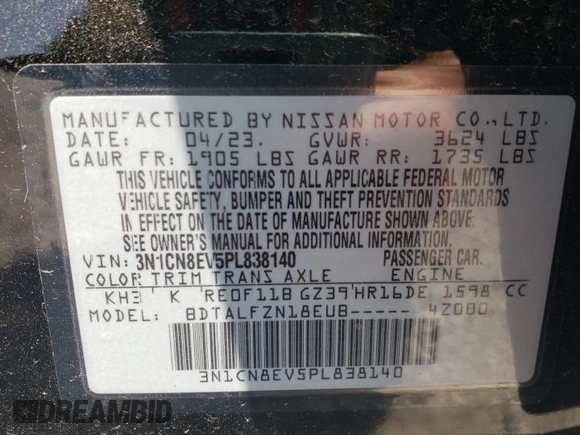 MANUFACTURED BY NISSAN MOTOR CO., LTD.
DATE: 04/23. GVWR: 3624 LBS
GAWR FR: 1905 LBS GAWR RR: 1735 LBS
THIS VEHICLE CONFORMS TO ALL APPLICABLE FEDERAL MOTOR
VEHICLE SAFETY, BUMPER AND THEFT PREVENTION STANDARDS
IN EFFECT ON THE DATE OF MANUFACTURE SHOWN ABOVE.
SEE OWNER'S MANUAL FOR ADDITIONAL INFORMATION.
VIN: 3N1CN8EV5PL838140 PASSENGER CAR.
COLOR TRIM TRANS AXLE ENGINE
KH3 K RE0F11B GZ39 HR16DE 1598 CC
MODEL: BDTALFZN18EUB----- 4Z000
3N1CN8EV5PL838140
DREAMBID